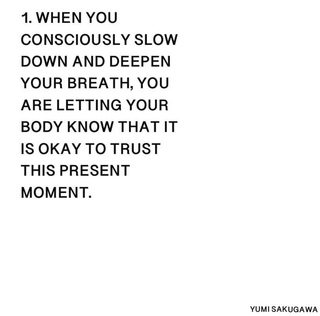 1. WHEN YOU
CONSCIOUSLY SLOW
DOWN AND DEEPEN
YOUR BREATH, YOU
ARE LETTING YOUR
BODY KNOW THAT IT
IS OKAY TO TRUST
THIS PRESENT
MOMENT.
YUMI SAKUGAWA